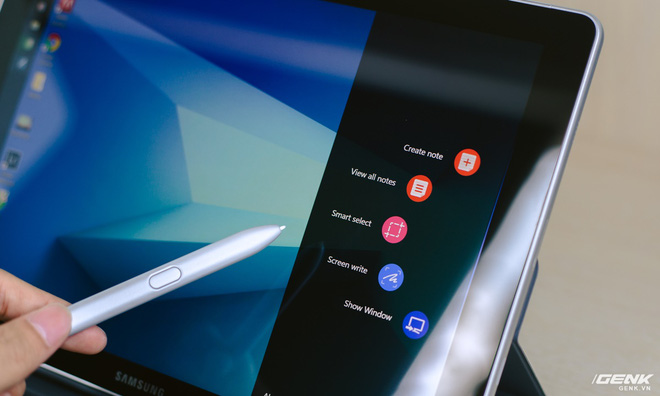 Create note
View all notes
Smart select
Screen write
Show Window
SAMSUNG
GENK
GENK.VN